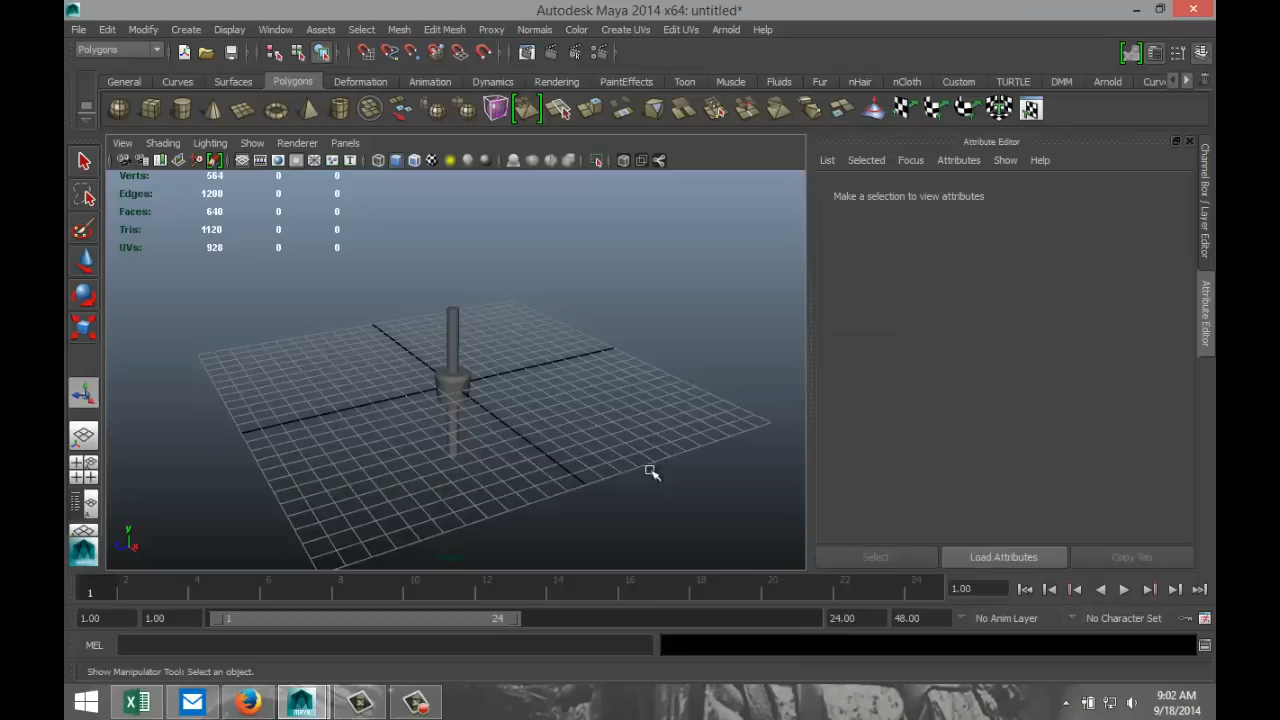 Autodesk Maya 2014 x64: untitled*
File Edit Modify Create Display Window Assets Select Mesh Edit Mesh Proxy Normals Color Create UVs Edit UVs Arnold Help
Polygons
General Curves Surfaces Polygons Deformation Animation Dynamics Rendering PaintEffects Toon Muscle Fluids Fur nHair nCloth Custom TURTLE DMM Arnold Curv
View Shading Lighting Show Renderer Panels
Attribute Editor
List Selected Focus Attributes Show Help
Make a selection to view attributes
Verts: 564 0 0
Edges: 1200 0 0
Faces: 640 0 0
Tris: 1120 0 0
UVs: 928 0 0
Channel Box / Layer Editor
Attribute Editor
y
Select Load Attributes Copy Tab
1 2 4 6 8 10 12 14 16 18 20 22 24 1.00
1.00 1.00 1 24 24.00 48.00 No Anim Layer No Character Set
MEL
Show Manipulator Tool: Select an object.
9:02 AM
9/18/2014